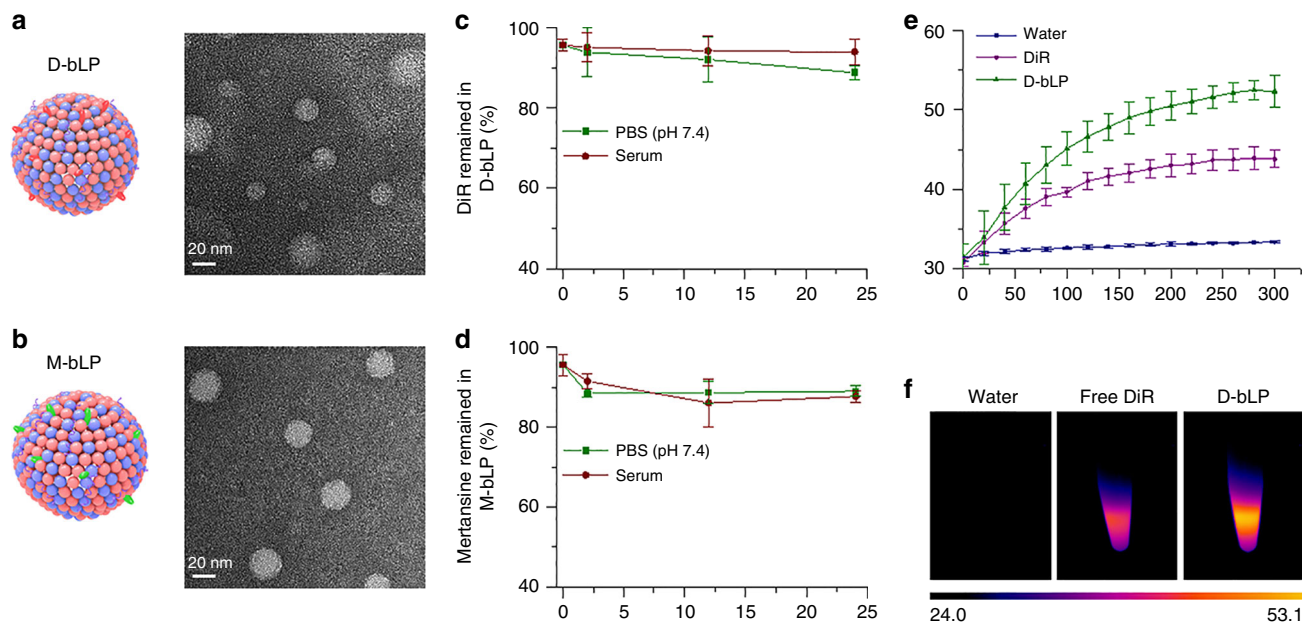 a
D-bLP
20 nm
b
M-bLP
20 nm
c
DiR remained in
D-bLP (%)
100
80
60
40
PBS (pH 7.4)
Serum
0 5 10 15 20 25
d
Mertansine remained in
M-bLP (%)
100
80
60
40
PBS (pH 7.4)
Serum
0 5 10 15 20 25
e
60
50
40
30
Water
DiR
D-bLP
0 50 100 150 200 250 300
f
Water Free DiR D-bLP
24.0 53.1